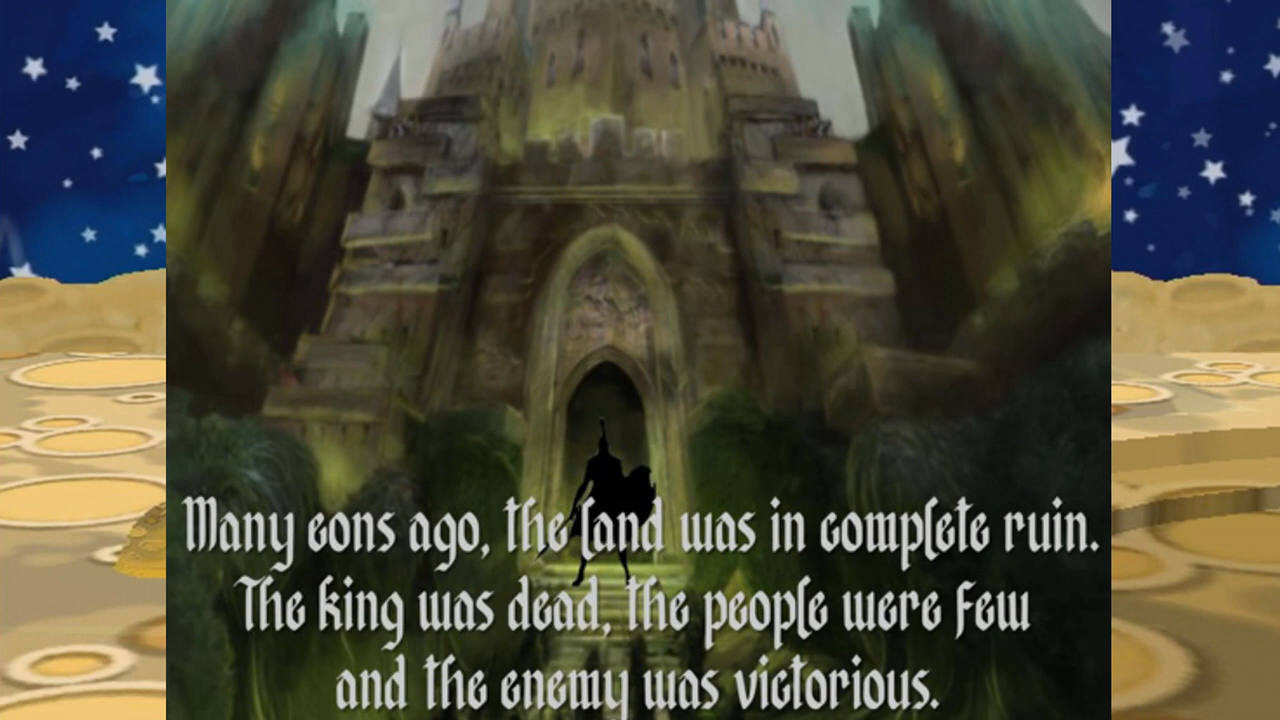 Many eons ago, the land was in complete ruin.
The king was dead, the people were few
and the enemy was victorious.